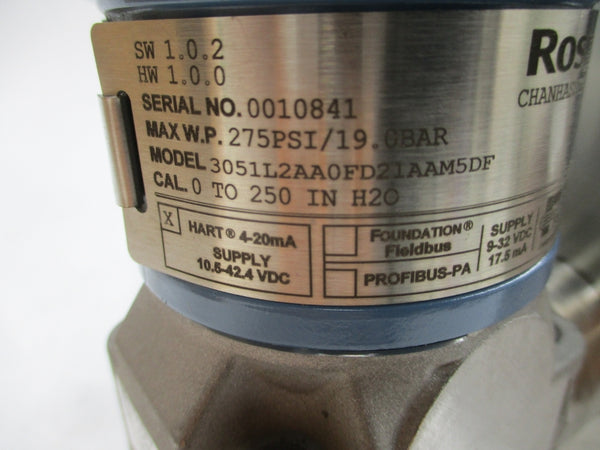 SW 1.0.2
HW 1.0.0
SERIAL NO. 0010841
MAX W.P. 275PSI/19.0BAR
MODEL 3051L2AA0FD21AAM5DF
CAL. 0 TO 250 IN H2O
X
HART® 4-20mA
SUPPLY
10.5-42.4 VDC
FOUNDATION®
Fieldbus
PROFIBUS-PA
SUPPLY
9-32 VDC
17.5 mA
Ros
CHANHAS